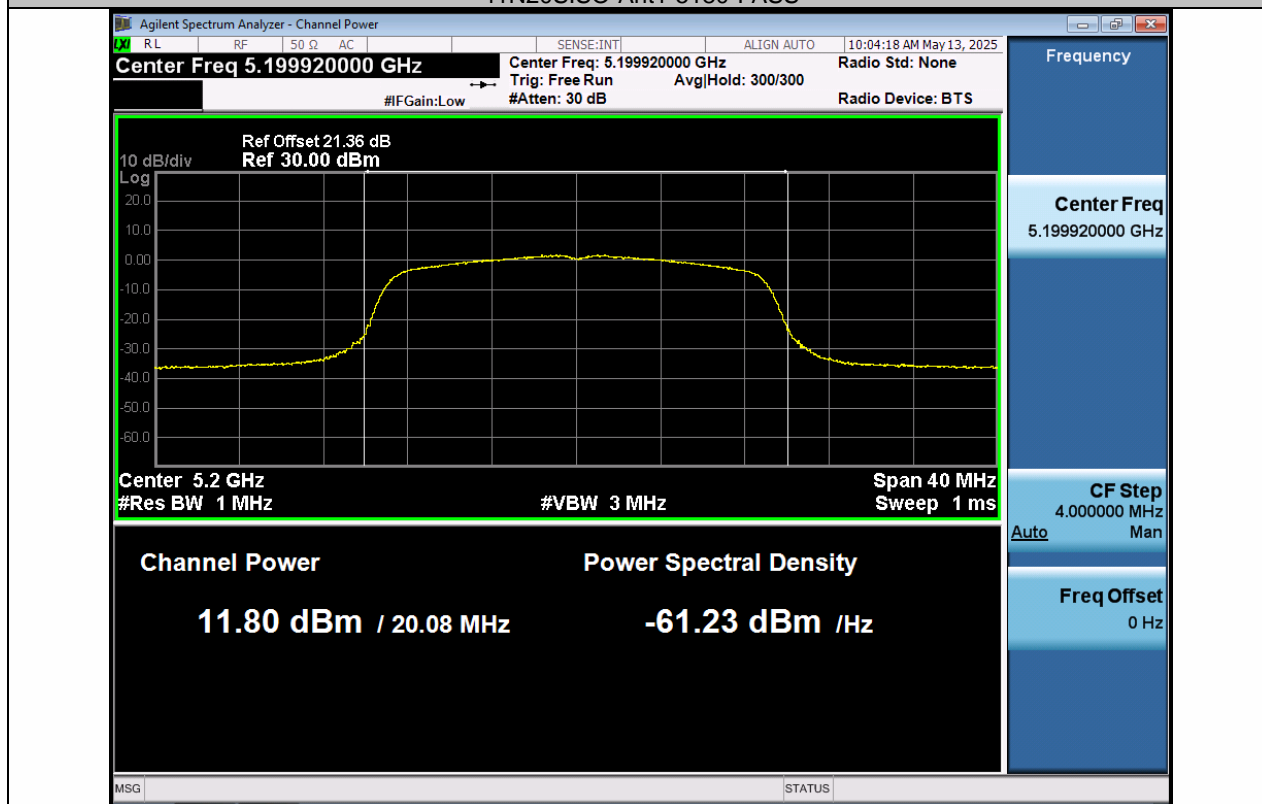 Agilent Spectrum Analyzer - Channel Power
LXI RL RF 50 Ω AC SENSE:INT ALIGN AUTO 10:04:18 AM May 13, 2025
Center Freq 5.199920000 GHz
Center Freq: 5.199920000 GHz Radio Std: None
Trig: Free Run Avg|Hold: 300/300
#IFGain:Low #Atten: 30 dB Radio Device: BTS
Ref Offset 21.36 dB
10 dB/div Ref 30.00 dBm
Log
20.0
10.0
0.00
-10.0
-20.0
-30.0
-40.0
-50.0
-60.0
Center 5.2 GHz Span 40 MHz
#Res BW 1 MHz #VBW 3 MHz Sweep 1 ms
Channel Power Power Spectral Density
11.80 dBm / 20.08 MHz -61.23 dBm /Hz
Frequency
Center Freq
5.199920000 GHz
CF Step
4.000000 MHz
Auto Man
Freq Offset
0 Hz
MSG STATUS